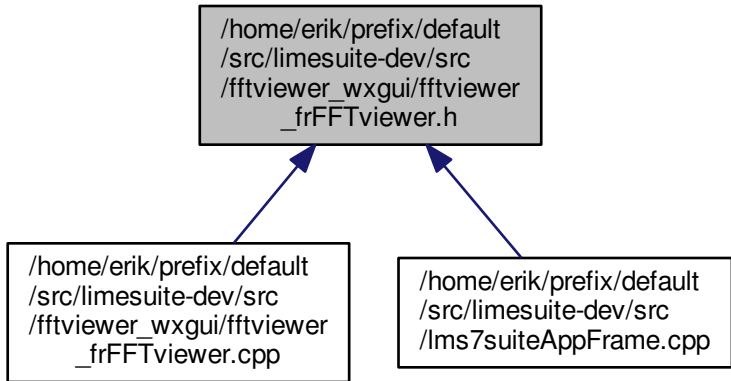 /home/erik/prefix/default
/src/limesuite-dev/src
/fftviewer_wxgui/fftviewer
_frFFTviewer.h
/home/erik/prefix/default
/src/limesuite-dev/src
/fftviewer_wxgui/fftviewer
_frFFTviewer.cpp
/home/erik/prefix/default
/src/limesuite-dev/src
/lms7suiteAppFrame.cpp